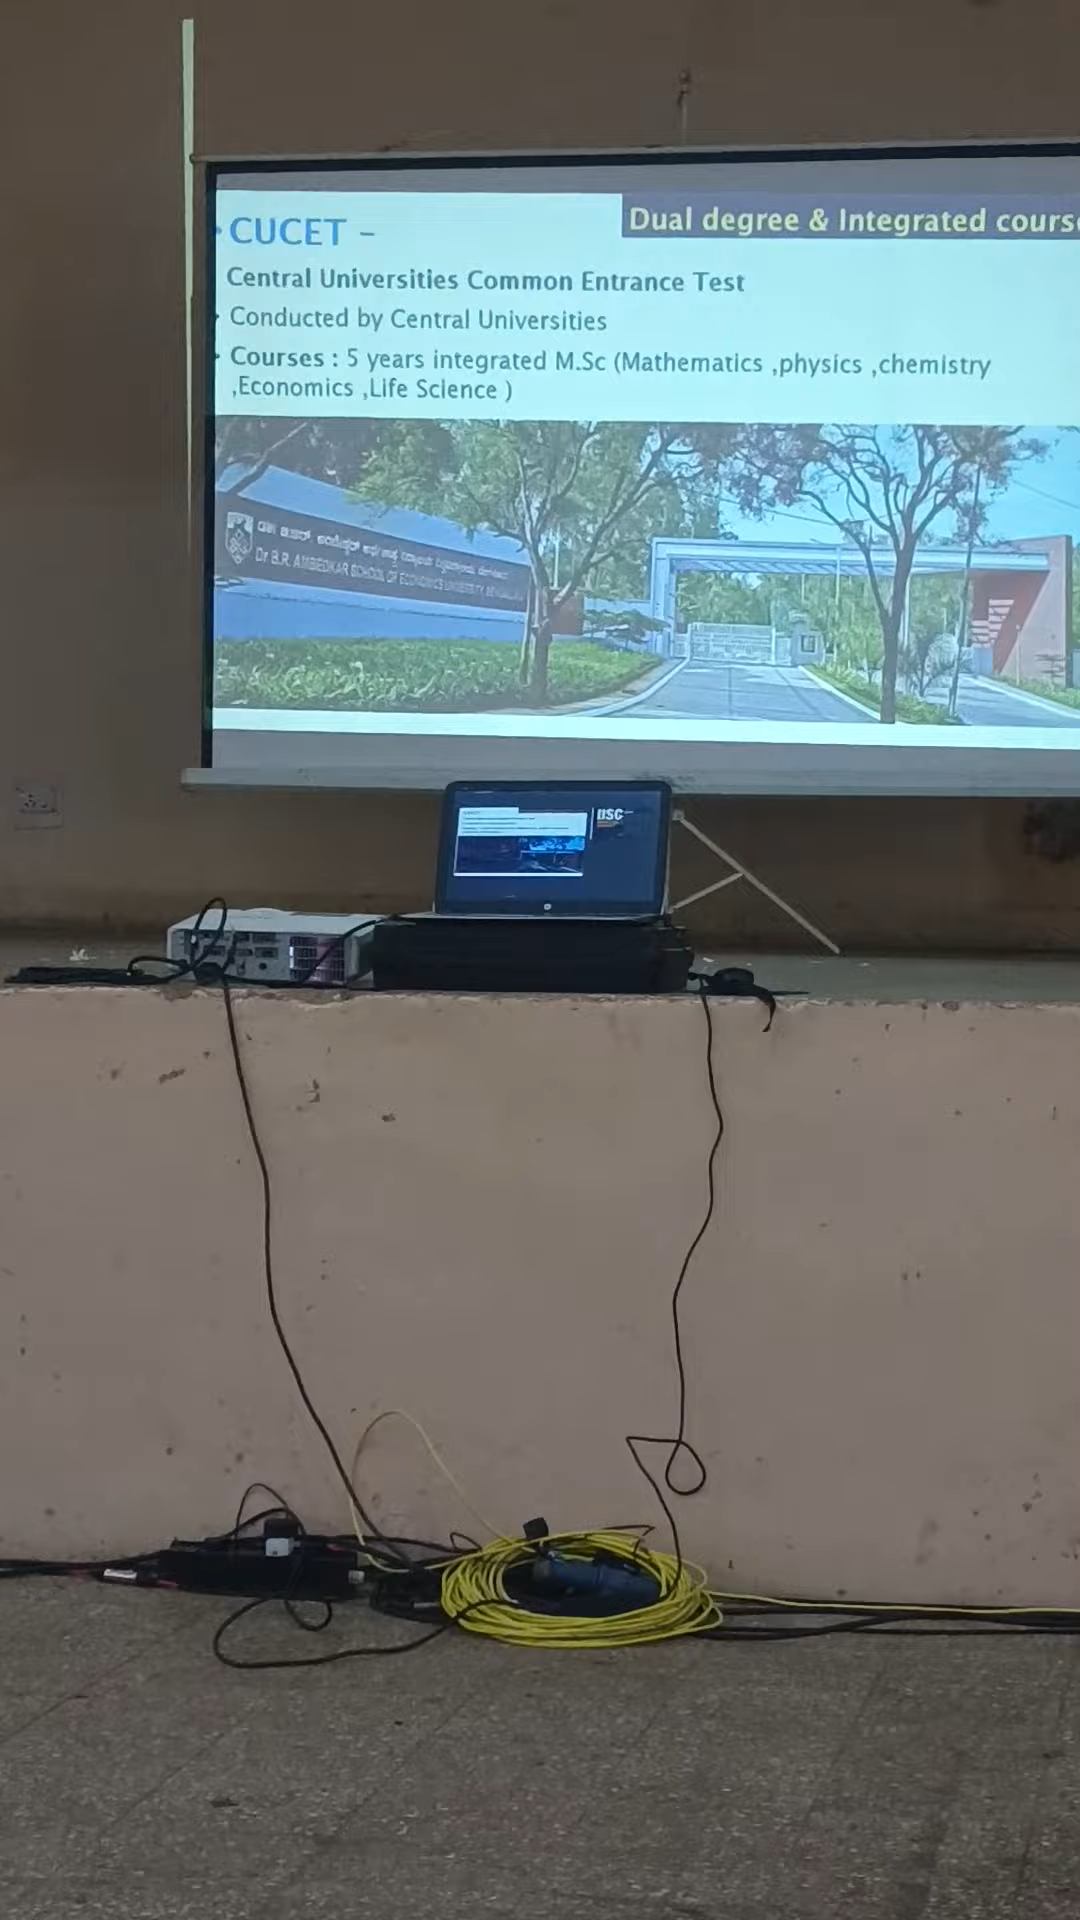 CUCET -
Dual degree & Integrated cours
Central Universities Common Entrance Test
Conducted by Central Universities
Courses : 5 years integrated M.Sc (Mathematics ,physics ,chemistry
,Economics ,Life Science )
Dr B.R. AMBEDKAR SCHOOL OF ECONOMICS UNIVERSITY